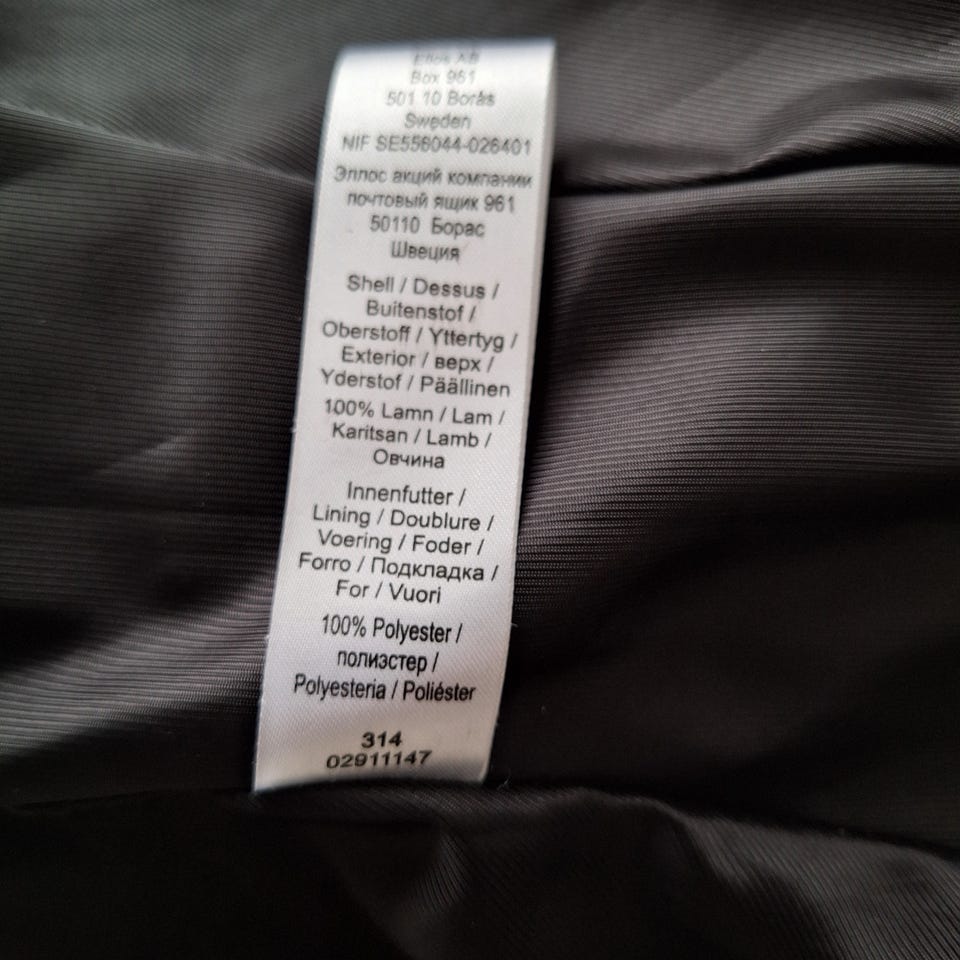 Ellos AB
Box 961
501 10 Borås
Sweden
NIF SE556044-026401
Эллос акций компании
почтовый ящик 961
50110 Борас
Швеция
Shell / Dessus /
Buitenstof /
Oberstoff / Yttertyg /
Exterior / верх /
Yderstof / Päällinen
100% Lamn / Lam /
Karitsan / Lamb /
Овчина
Innenfutter /
Lining / Doublure /
Voering / Foder /
Forro / Подкладка /
For / Vuori
100% Polyester /
полиэстер /
Polyesteria / Poliéster
314
02911147